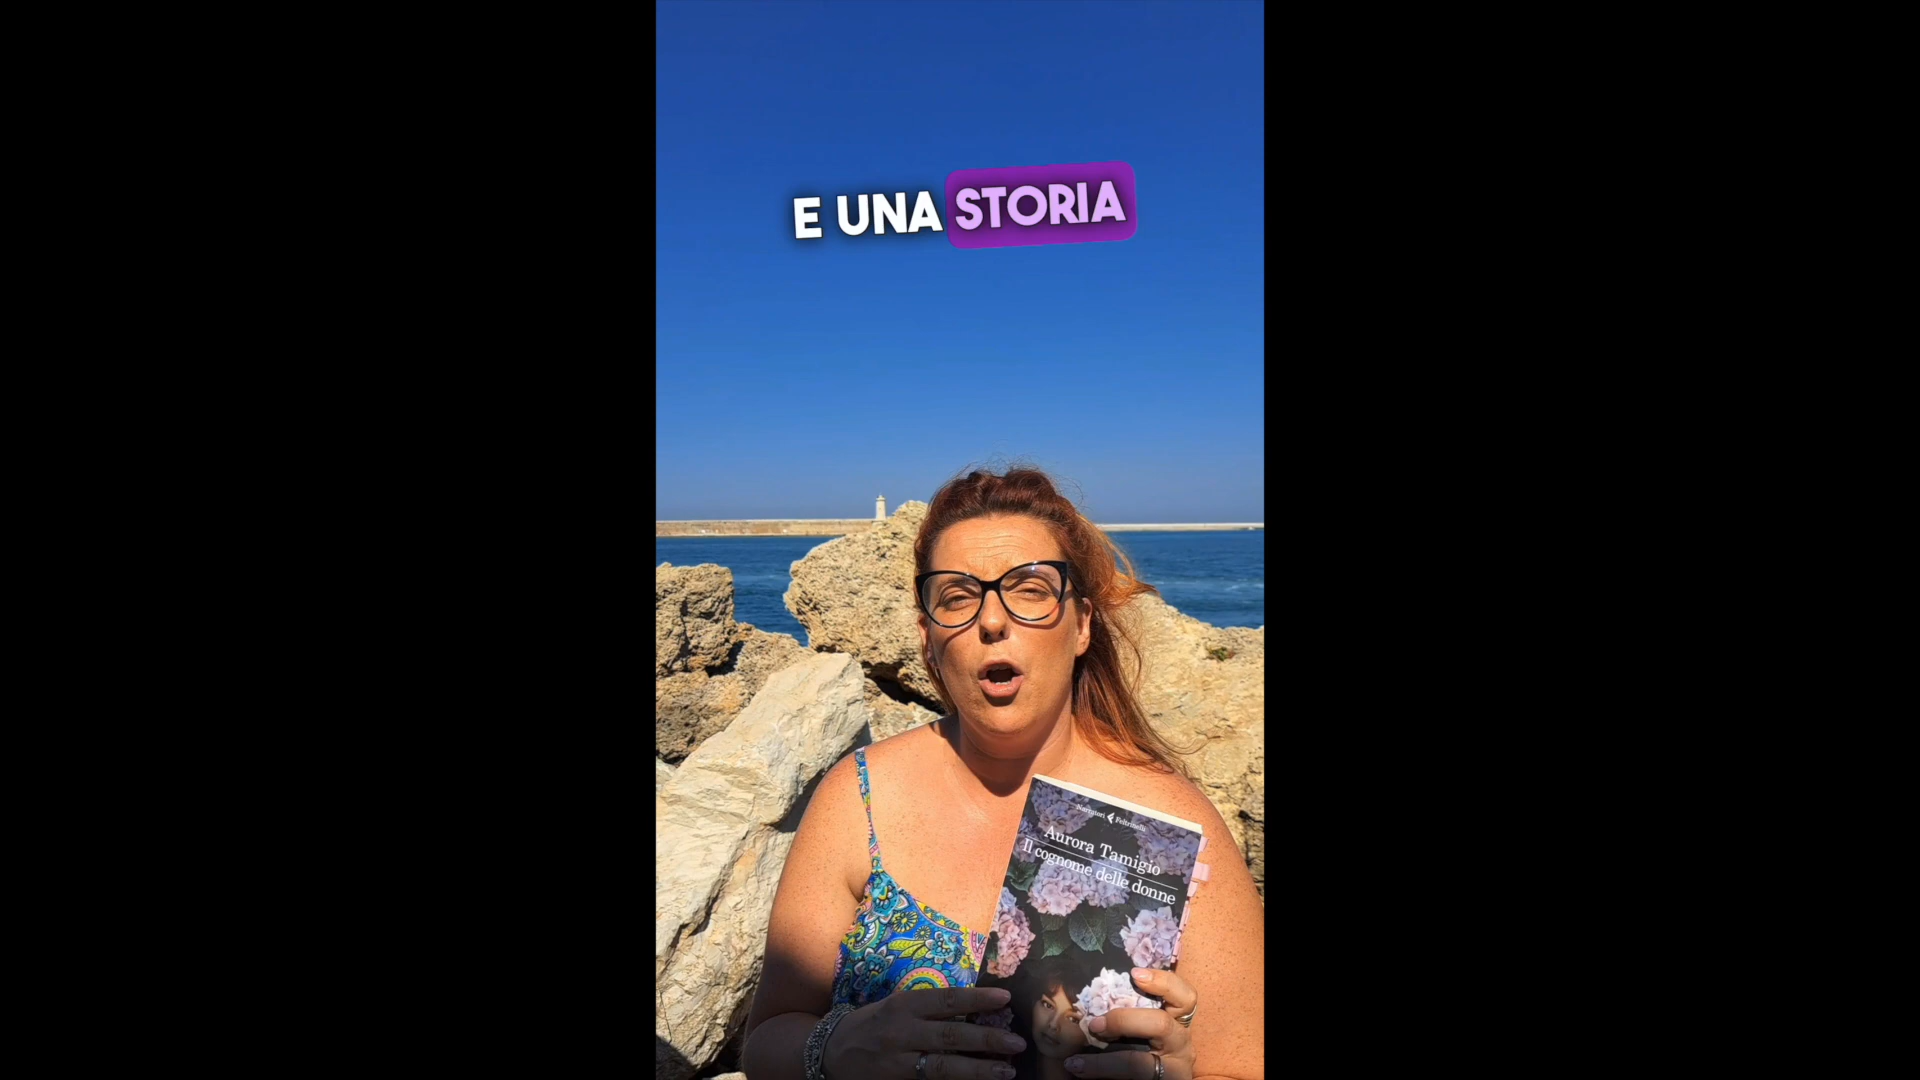 E UNA STORIA
Narratori Feltrinelli
Aurora Tamigio
Il cognome delle donne